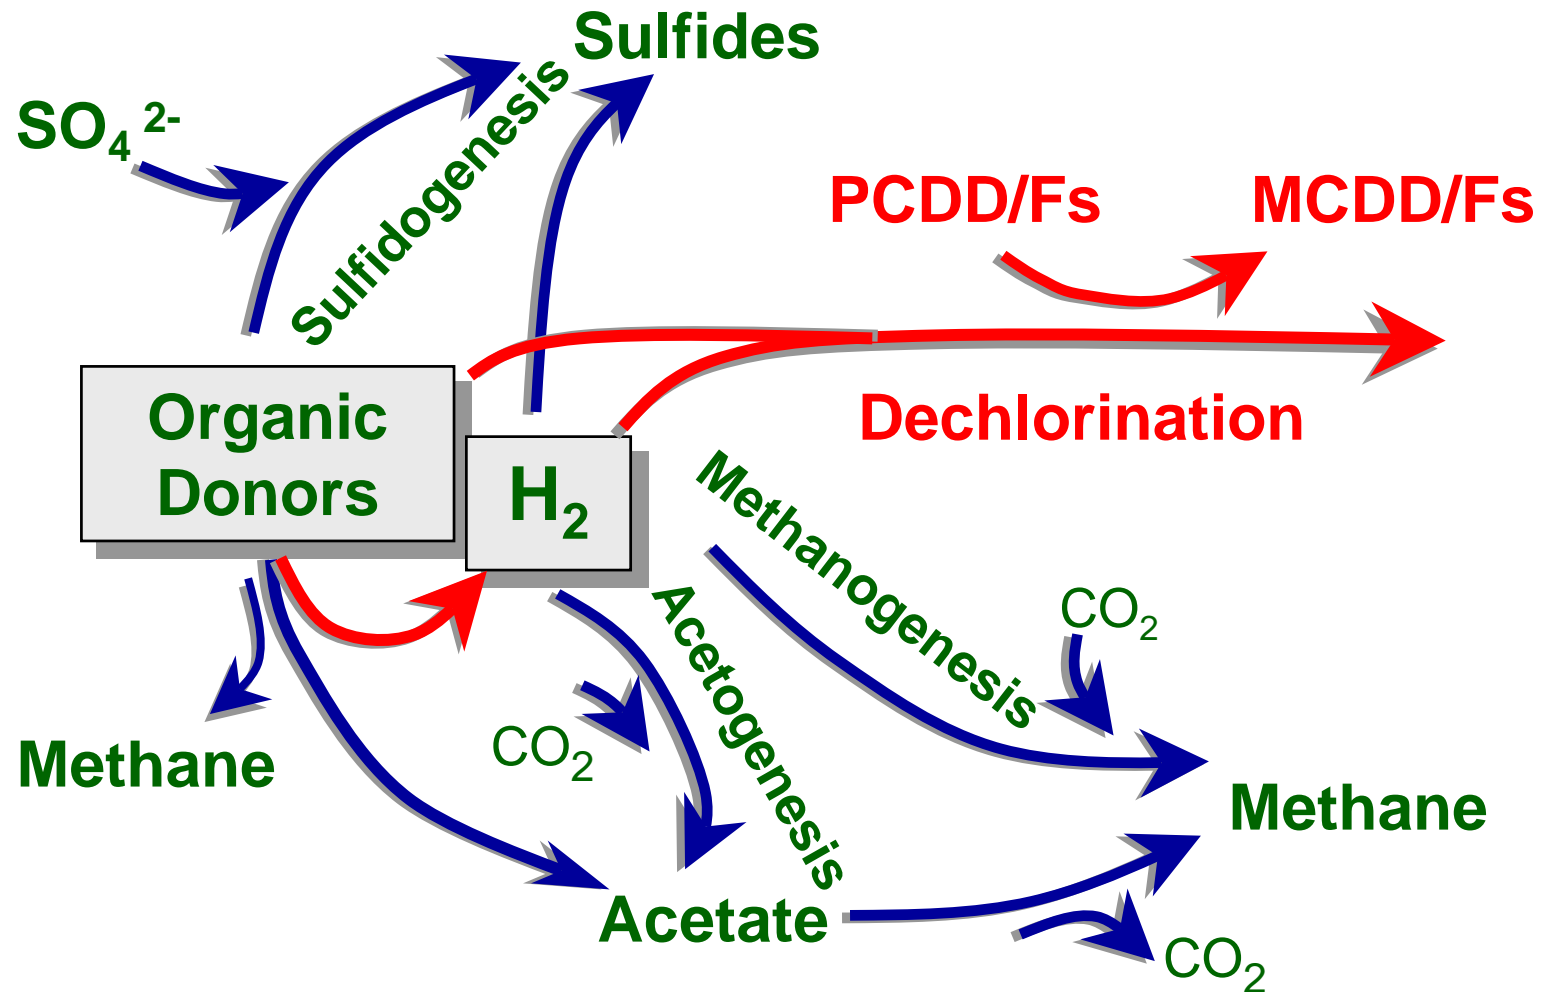 Sulfides
SO₄ ²⁻
Sulfidogenesis
PCDD/Fs
MCDD/Fs
Organic
Donors
H₂
Dechlorination
Methanogenesis
Acetogenesis
CO₂
CO₂
Methane
Methane
Acetate
CO₂